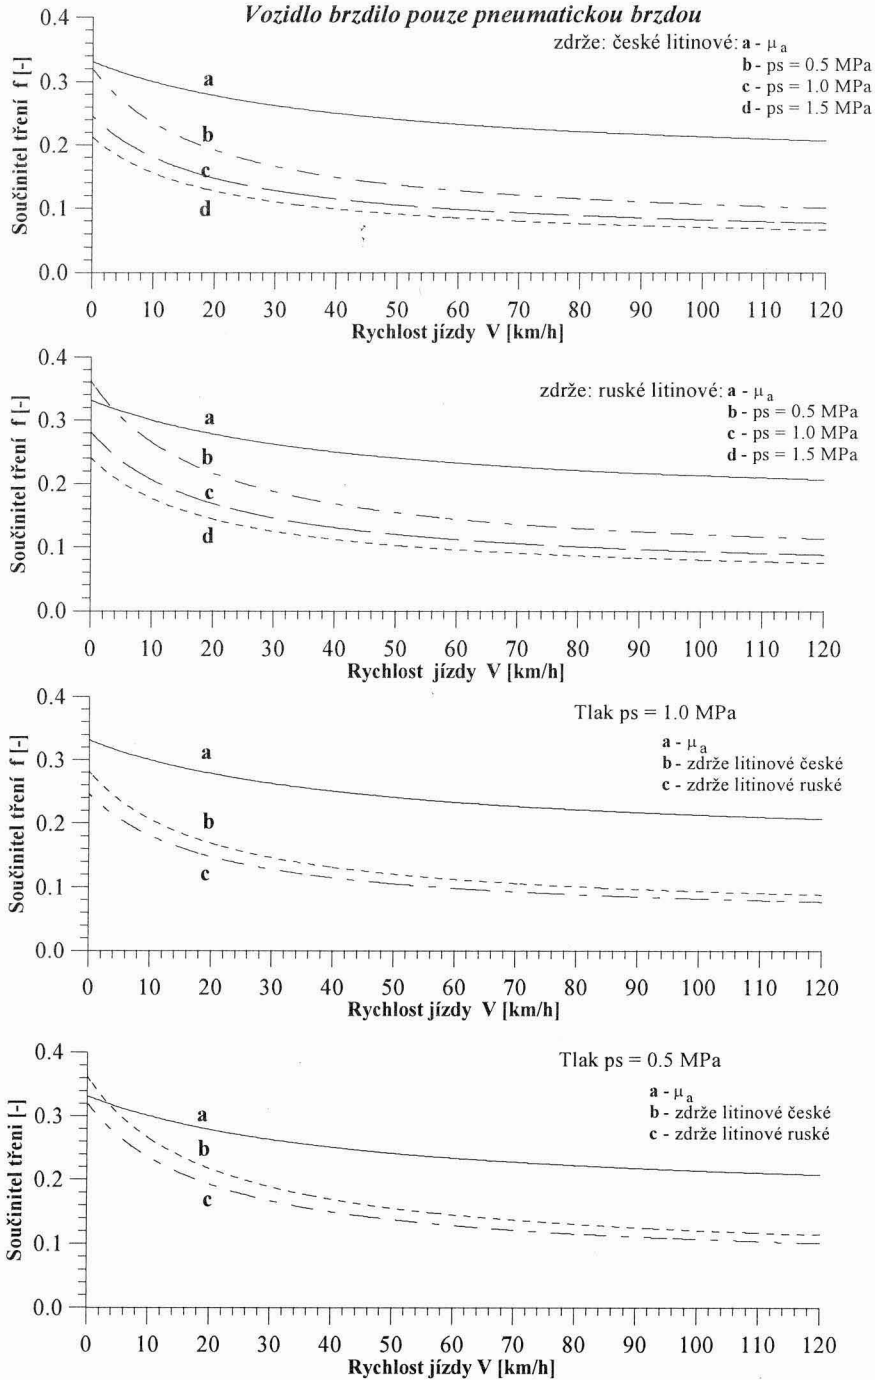 Vozidlo brzdilo pouze pneumatickou brzdou
zdrže: české litinové: a - μa
b - ps = 0.5 MPa
c - ps = 1.0 MPa
d - ps = 1.5 MPa
Součinitel tření f [-]
0.4
0.3
0.2
0.1
0.0
a
b
c
d
0 10 20 30 40 50 60 70 80 90 100 110 120
Rychlost jízdy V [km/h]
zdrže: ruské litinové: a - μa
b - ps = 0.5 MPa
c - ps = 1.0 MPa
d - ps = 1.5 MPa
Součinitel tření f [-]
0.4
0.3
0.2
0.1
0.0
a
b
c
d
0 10 20 30 40 50 60 70 80 90 100 110 120
Rychlost jízdy V [km/h]
Tlak ps = 1.0 MPa
a - μa
b - zdrže litinové české
c - zdrže litinové ruské
Součinitel tření f [-]
0.4
0.3
0.2
0.1
0.0
a
b
c
0 10 20 30 40 50 60 70 80 90 100 110 120
Rychlost jízdy V [km/h]
Tlak ps = 0.5 MPa
a - μa
b - zdrže litinové české
c - zdrže litinové ruské
Součinitel třeni [-]
0.4
0.3
0.2
0.1
0.0
a
b
c
0 10 20 30 40 50 60 70 80 90 100 110 120
Rychlost jízdy V [km/h]